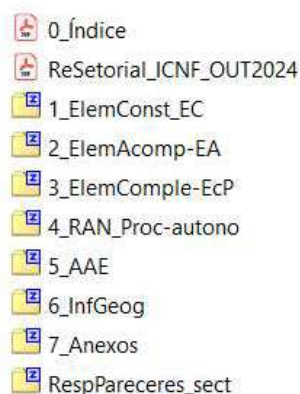 0_Índice
ReSetorial_ICNF_OUT2024
1_ElemConst_EC
2_ElemAcomp-EA
3_ElemComple-EcP
4_RAN_Proc-autono
5_AAE
6_InfGeog
7_Anexos
RespPareceres_sect